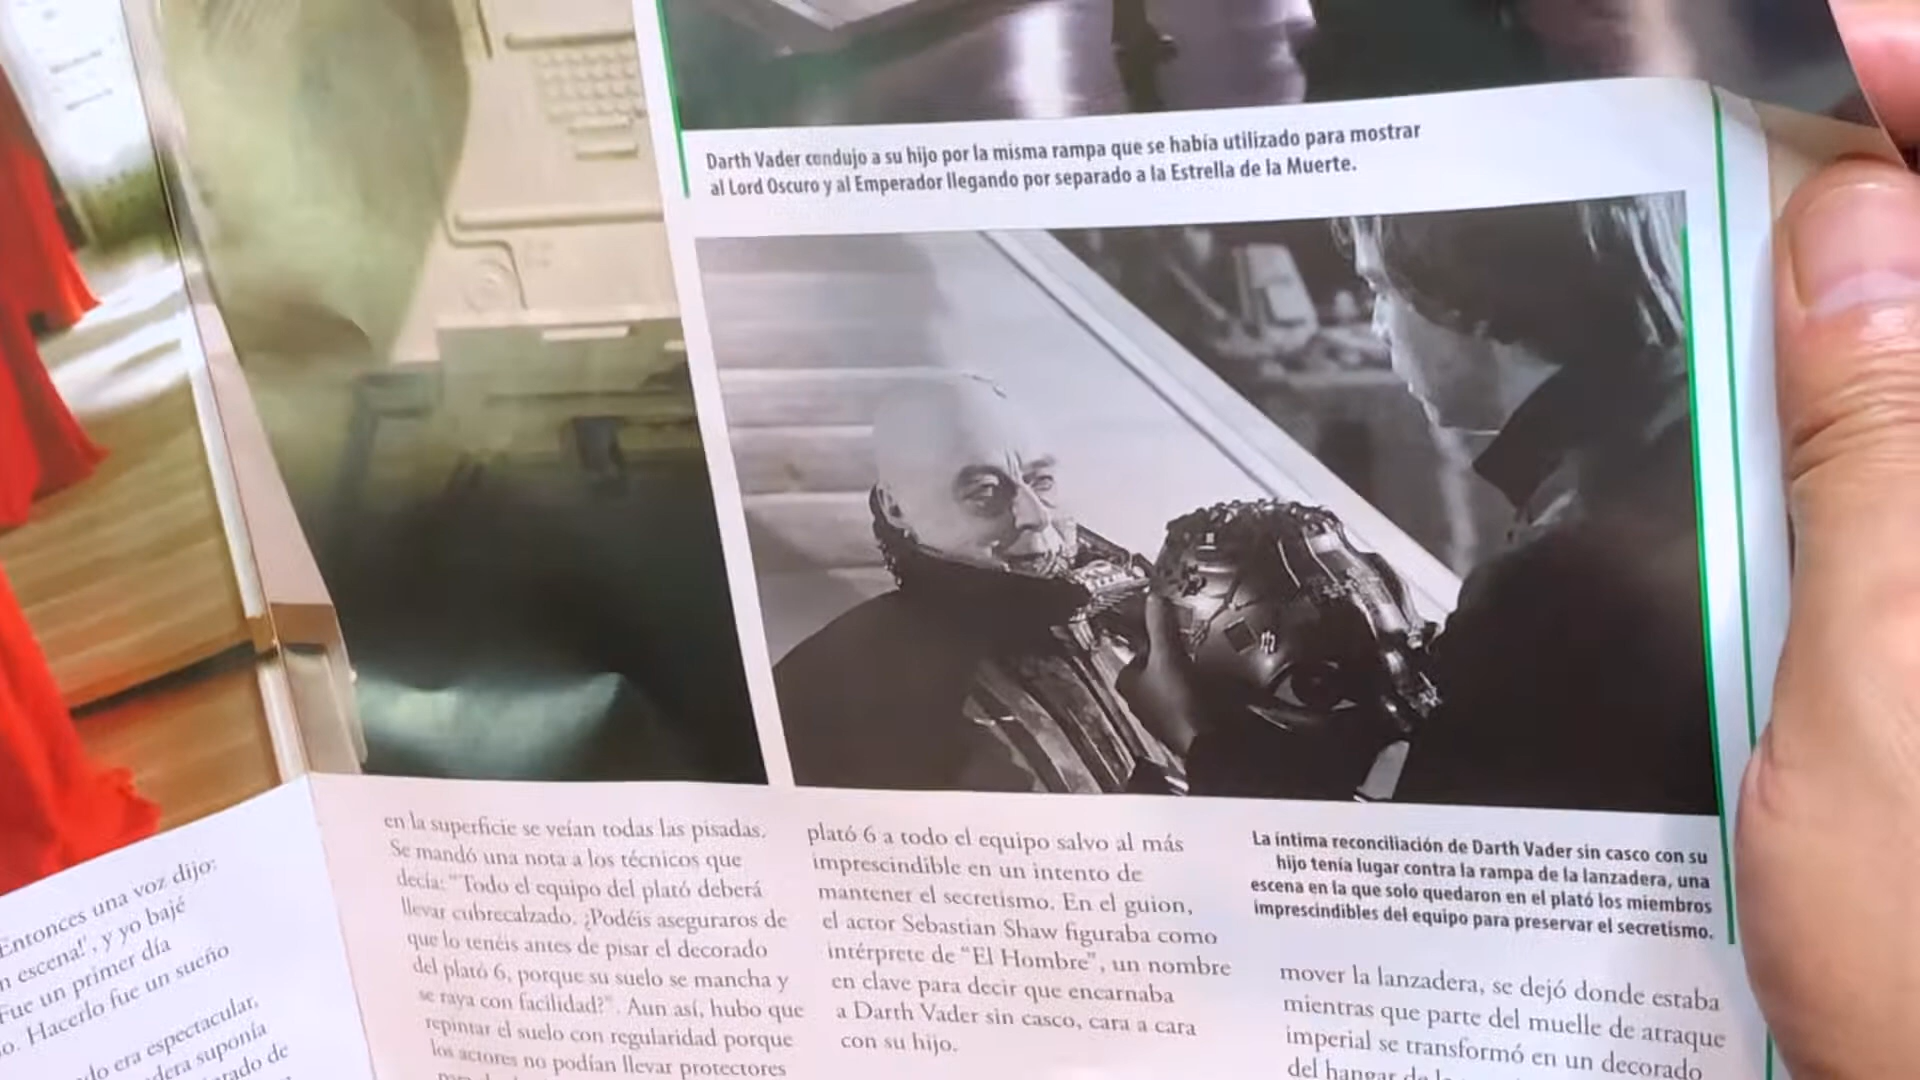 Darth Vader condujo a su hijo por la misma rampa que se había utilizado para mostrar
al Lord Oscuro y al Emperador llegando por separado a la Estrella de la Muerte.
Entonces una voz dijo:
escena!", y yo bajé
Fue un primer día
o. Hacerlo fue un sueño
era espectacular,
suponía
de
en la superficie se veían todas las pisadas.
Se mandó una nota a los técnicos que
decía: "Todo el equipo del plató deberá
llevar cubrecalzado. ¿Podéis aseguraros de
que lo tenéis antes de pisar el decorado
del plató 6, porque su suelo se mancha y
se raya con facilidad?". Aun así, hubo que
repintar el suelo con regularidad porque
los actores no podían llevar protectores
plató 6 a todo el equipo salvo al más
imprescindible en un intento de
mantener el secretismo. En el guion,
el actor Sebastian Shaw figuraba como
intérprete de "El Hombre", un nombre
en clave para decir que encarnaba
a Darth Vader sin casco, cara a cara
con su hijo.
La íntima reconciliación de Darth Vader sin casco con su
hijo tenía lugar contra la rampa de la lanzadera, una
escena en la que solo quedaron en el plató los miembros
imprescindibles del equipo para preservar el secretismo.
mover la lanzadera, se dejó donde estaba
mientras que parte del muelle de atraque
imperial se transformó en un decorado
del hangar de